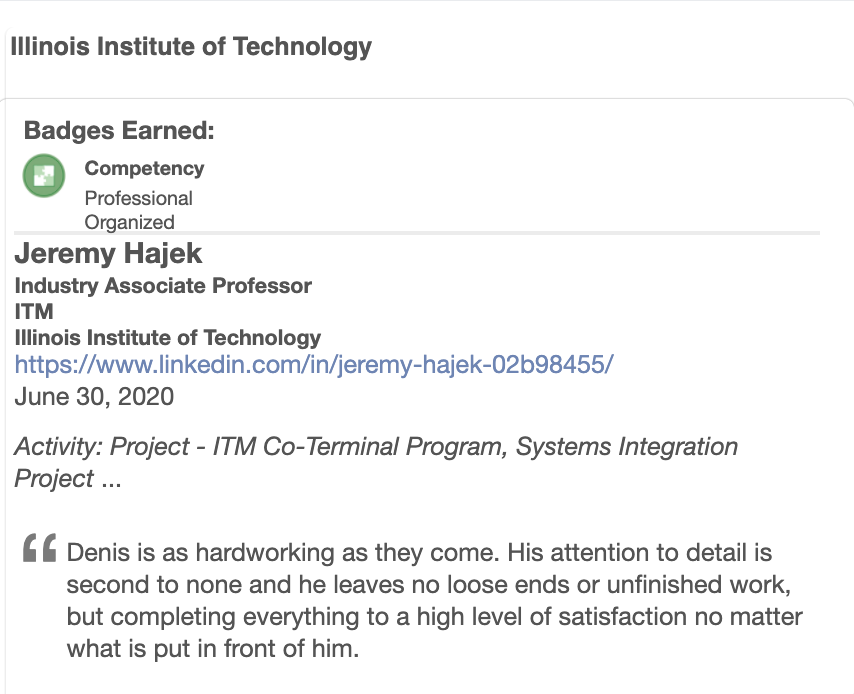 Illinois Institute of Technology
Badges Earned:
Competency
Professional
Organized
Jeremy Hajek
Industry Associate Professor
ITM
Illinois Institute of Technology
https://www.linkedin.com/in/jeremy-hajek-02b98455/
June 30, 2020
Activity: Project - ITM Co-Terminal Program, Systems Integration
Project ...
“ Denis is as hardworking as they come. His attention to detail is
second to none and he leaves no loose ends or unfinished work,
but completing everything to a high level of satisfaction no matter
what is put in front of him.